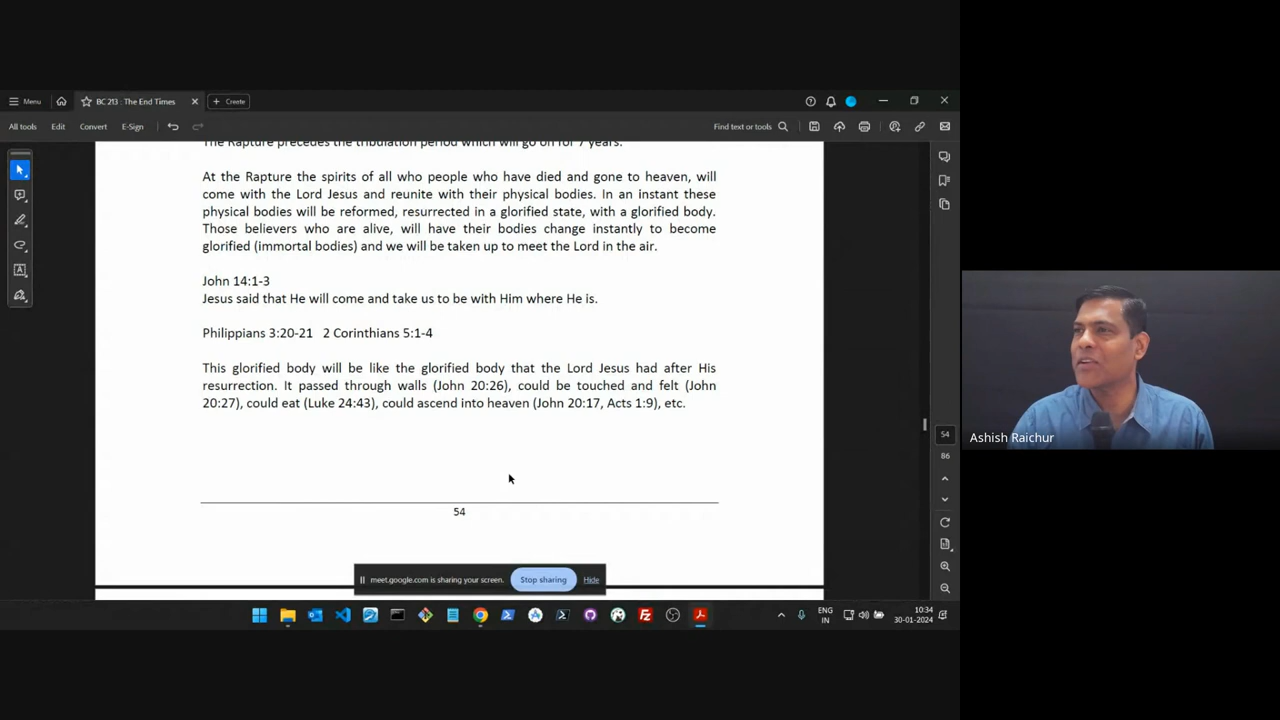 Menu
BC 213 : The End Times
Create
All tools
Edit
Convert
E-Sign
Find text or tools
The Rapture precedes the tribulation period which will go on for 7 years.
At the Rapture the spirits of all who people who have died and gone to heaven, will
come with the Lord Jesus and reunite with their physical bodies. In an instant these
physical bodies will be reformed, resurrected in a glorified state, with a glorified body.
Those believers who are alive, will have their bodies change instantly to become
glorified (immortal bodies) and we will be taken up to meet the Lord in the air.
John 14:1-3
Jesus said that He will come and take us to be with Him where He is.
Philippians 3:20-21 2 Corinthians 5:1-4
This glorified body will be like the glorified body that the Lord Jesus had after His
resurrection. It passed through walls (John 20:26), could be touched and felt (John
20:27), could eat (Luke 24:43), could ascend into heaven (John 20:17, Acts 1:9), etc.
54
54
86
Ashish Raichur
meet.google.com is sharing your screen.
Stop sharing
Hide
ENG
IN
10:34
30-01-2024